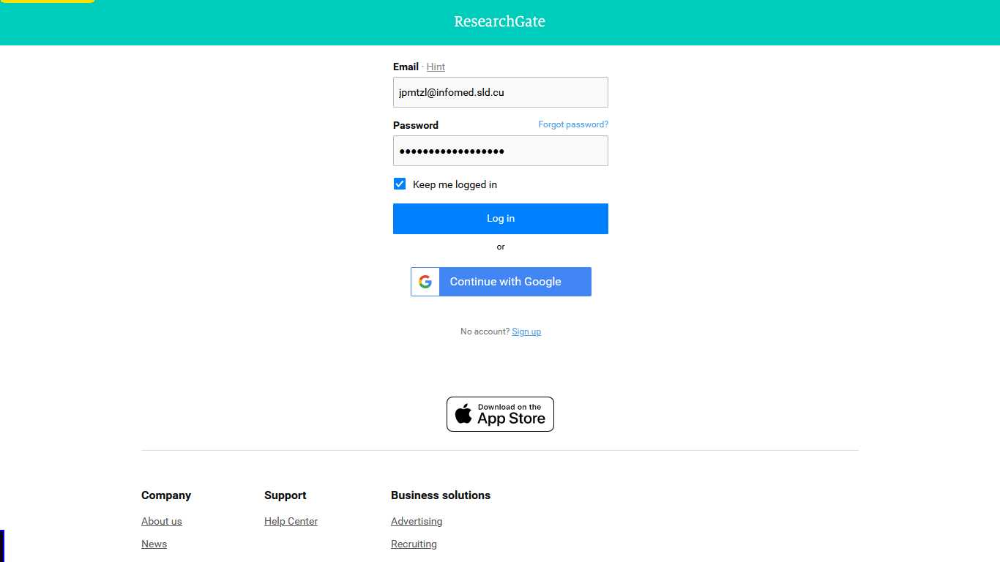 ResearchGate
Email · Hint
jpmtzl@infomed.sld.cu
Password Forgot password?
••••••••••••••••••
Keep me logged in
Log in
or
Continue with Google
No account? Sign up
Download on the
App Store
Company Support Business solutions
About us Help Center Advertising
News Recruiting